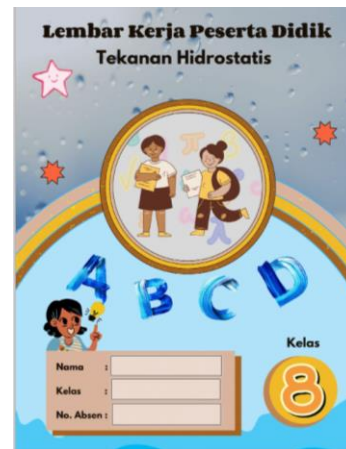 Lembar Kerja Peserta Didik
Tekanan Hidrostatis
A B C D
Kelas
8
Nama :
Kelas :
No. Absen :